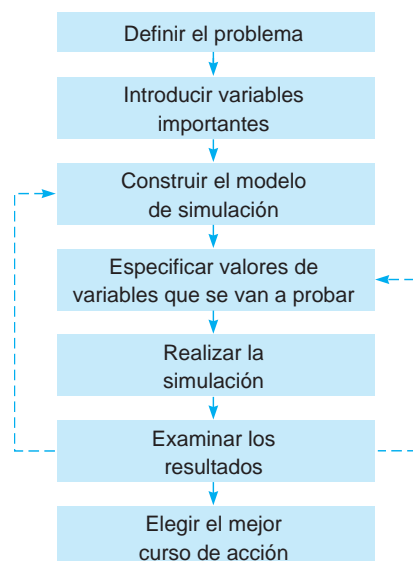 Definir el problema
Introducir variables
importantes
Construir el modelo
de simulación
Especificar valores de
variables que se van a probar
Realizar la
simulación
Examinar los
resultados
Elegir el mejor
curso de acción